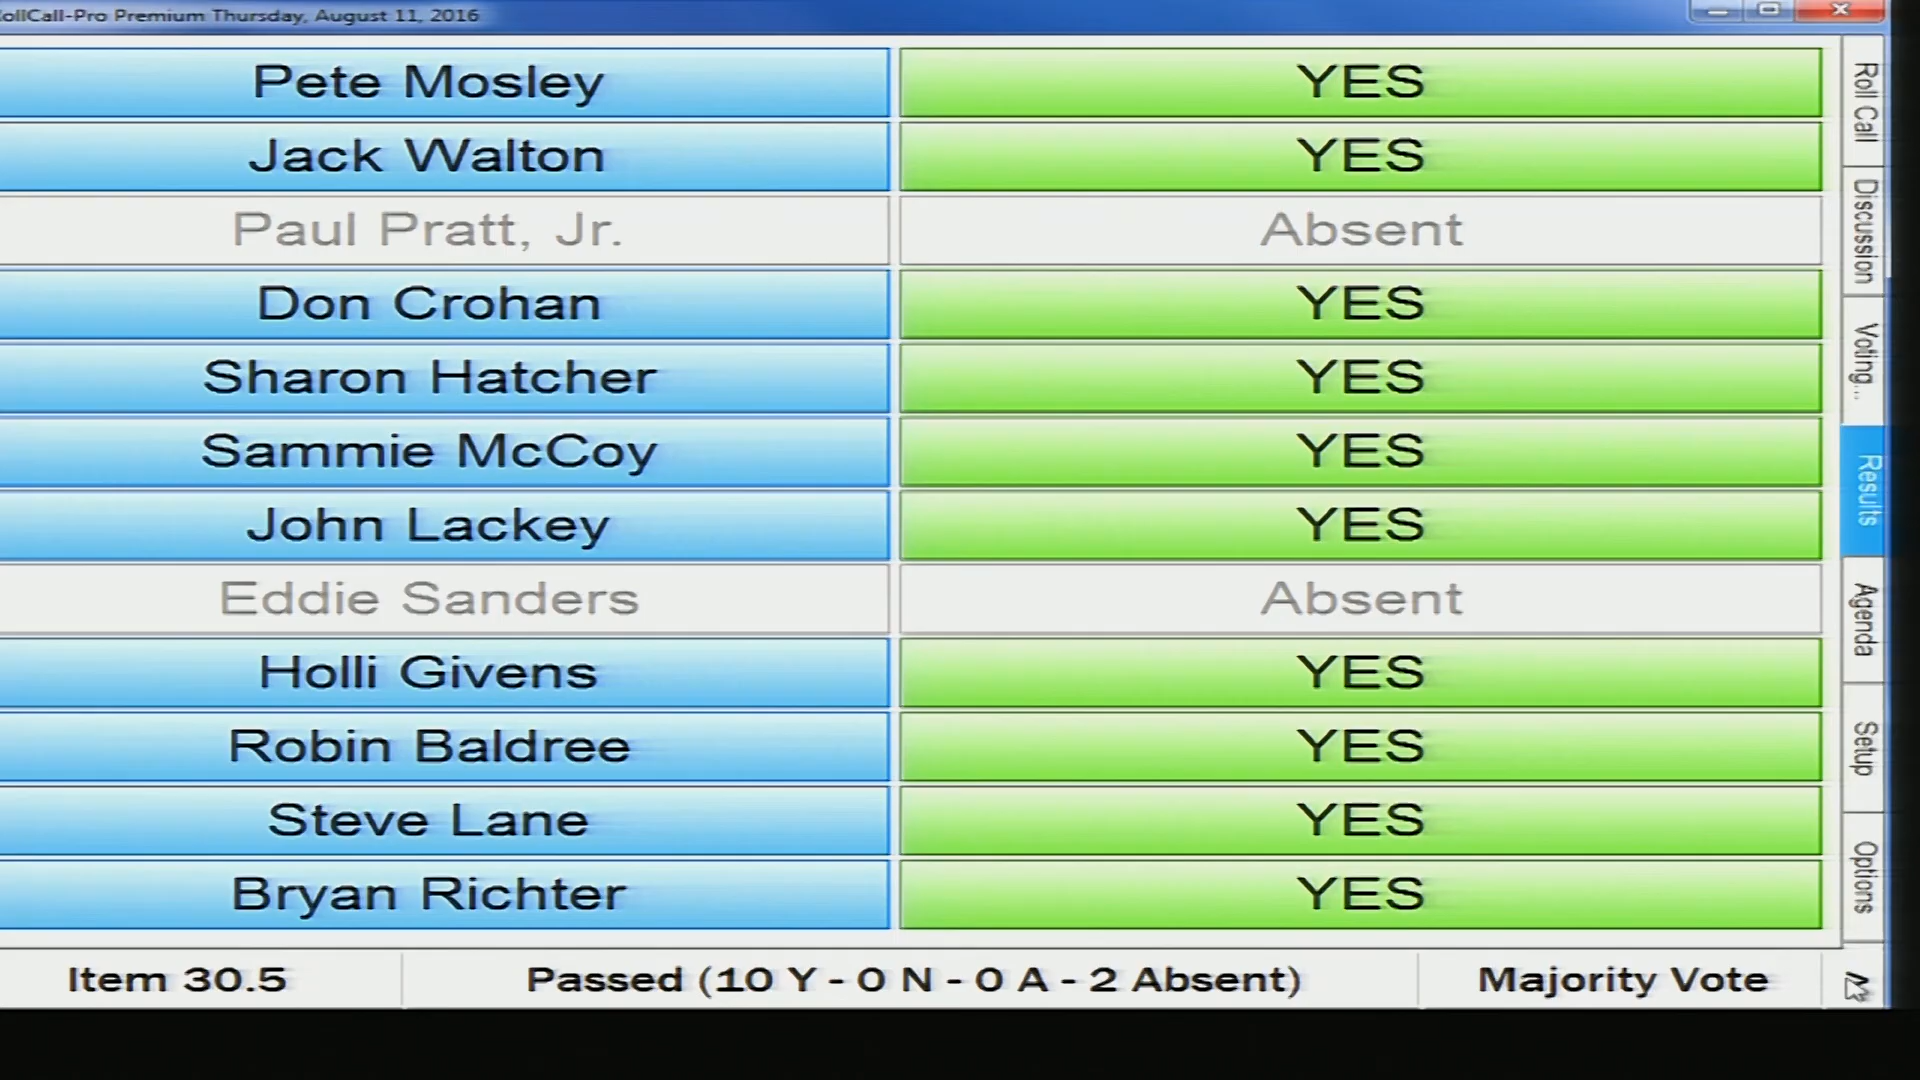 ollCall-Pro Premium Thursday, August 11, 2016
Pete Mosley YES
Jack Walton YES
Paul Pratt, Jr. Absent
Don Crohan YES
Sharon Hatcher YES
Sammie McCoy YES
John Lackey YES
Eddie Sanders Absent
Holli Givens YES
Robin Baldree YES
Steve Lane YES
Bryan Richter YES
Item 30.5 Passed (10 Y - 0 N - 0 A - 2 Absent) Majority Vote
Roll Call
Discussion
Voting...
Results
Agenda
Setup
Options